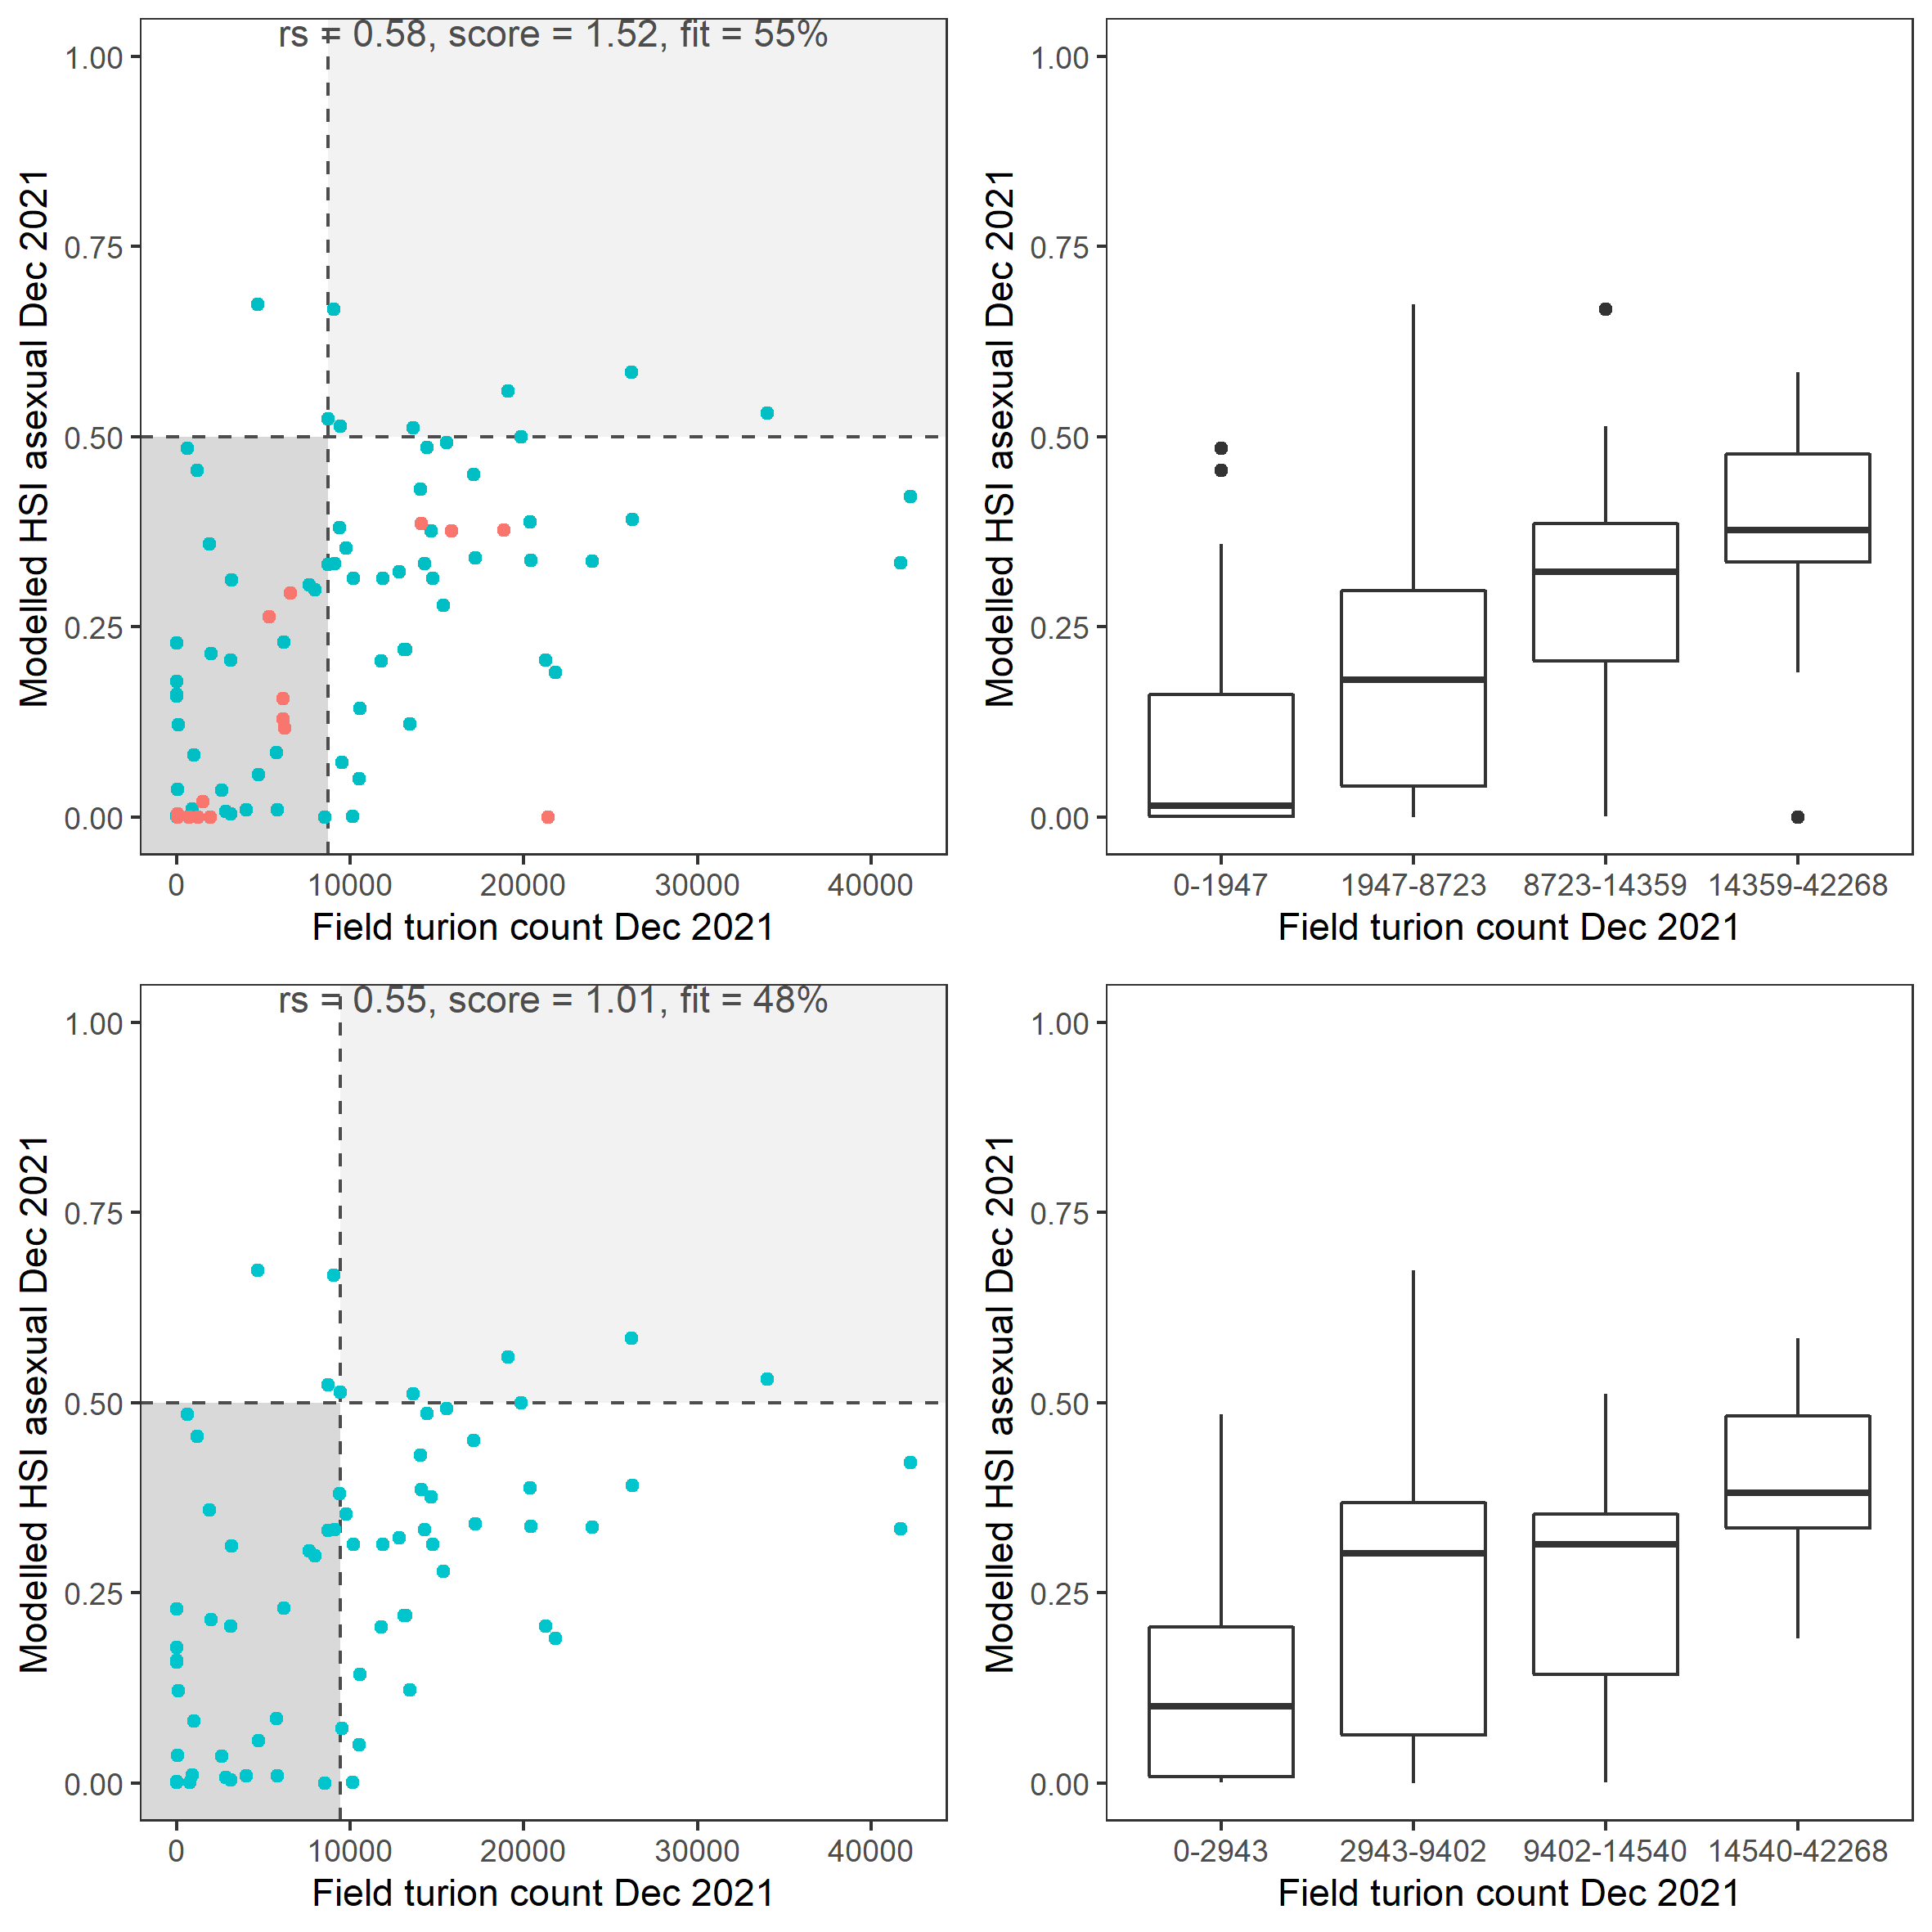 rs = 0.58, score = 1.52, fit = 55%
Modelled HSI asexual Dec 2021
1.00
0.75
0.50
0.25
0.00
0 10000 20000 30000 40000
Field turion count Dec 2021
Modelled HSI asexual Dec 2021
1.00
0.75
0.50
0.25
0.00
0-1947 1947-8723 8723-14359 14359-42268
Field turion count Dec 2021
rs = 0.55, score = 1.01, fit = 48%
Modelled HSI asexual Dec 2021
1.00
0.75
0.50
0.25
0.00
0 10000 20000 30000 40000
Field turion count Dec 2021
Modelled HSI asexual Dec 2021
1.00
0.75
0.50
0.25
0.00
0-2943 2943-9402 9402-14540 14540-42268
Field turion count Dec 2021